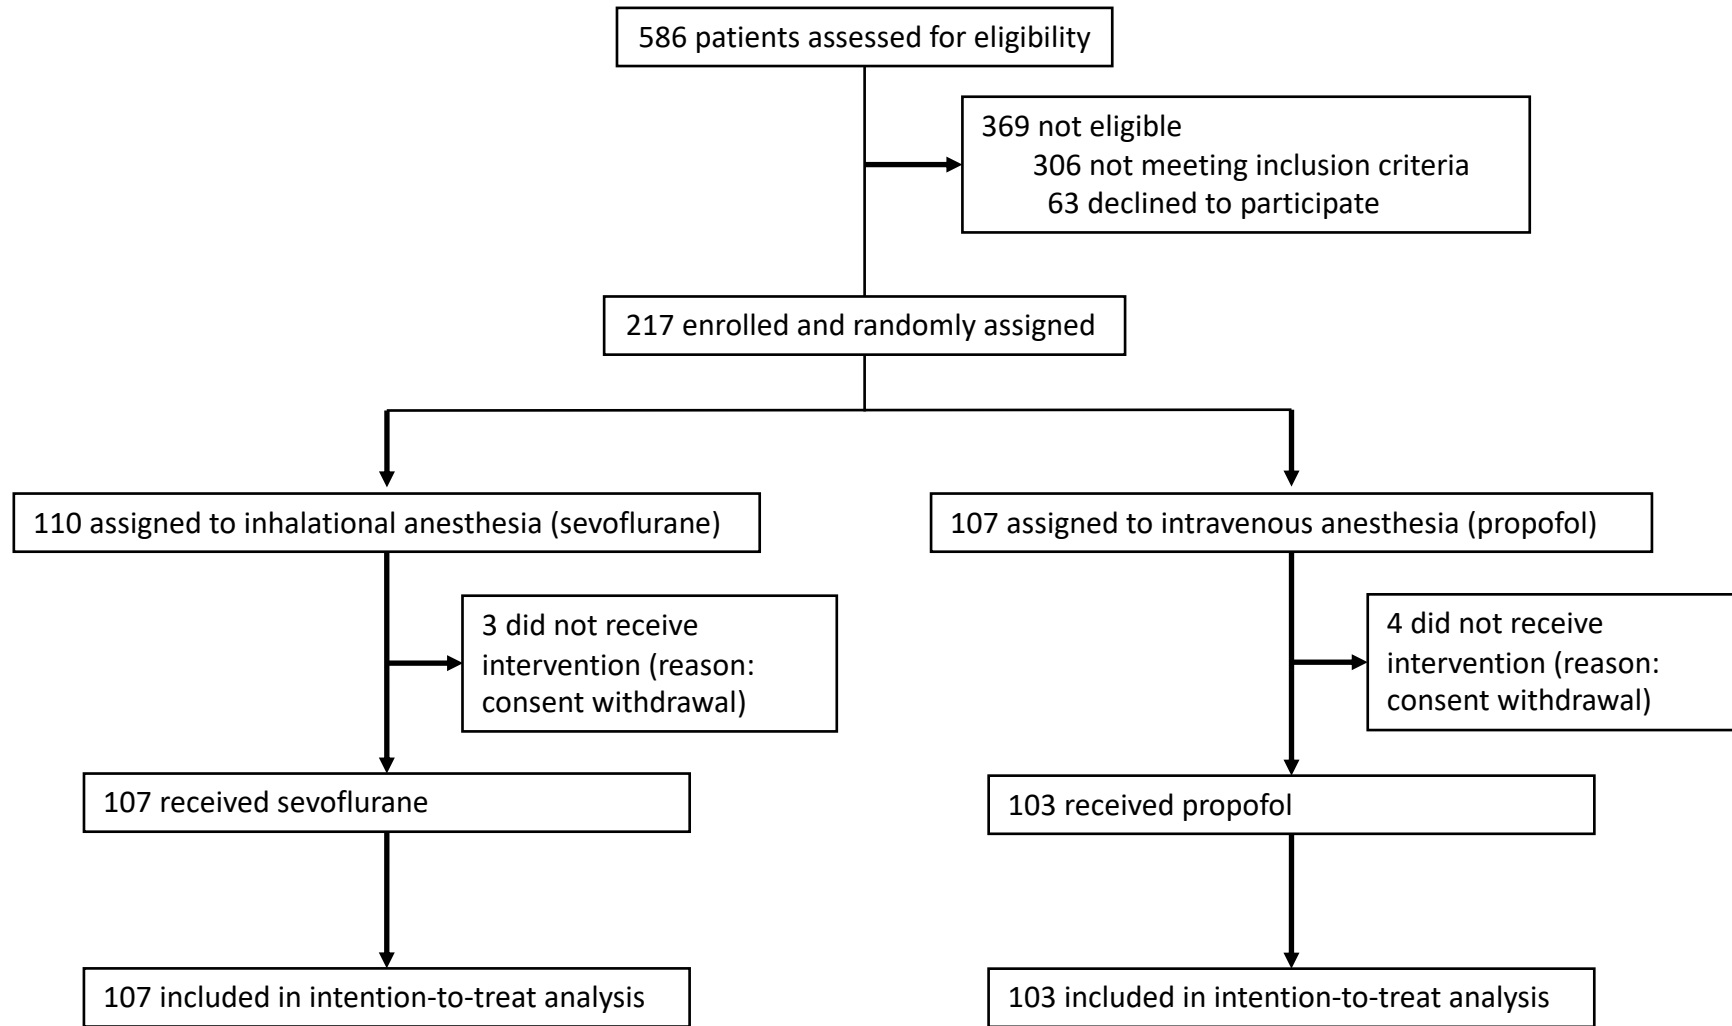 586 patients assessed for eligibility
369 not eligible
306 not meeting inclusion criteria
63 declined to participate
217 enrolled and randomly assigned
110 assigned to inhalational anesthesia (sevoflurane)
107 assigned to intravenous anesthesia (propofol)
3 did not receive
intervention (reason:
consent withdrawal)
4 did not receive
intervention (reason:
consent withdrawal)
107 received sevoflurane
103 received propofol
107 included in intention-to-treat analysis
103 included in intention-to-treat analysis